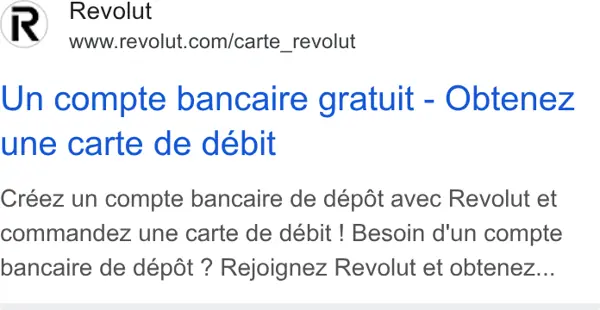 Revolut
www.revolut.com/carte_revolut
Un compte bancaire gratuit - Obtenez
une carte de débit
Créez un compte bancaire de dépôt avec Revolut et
commandez une carte de débit ! Besoin d'un compte
bancaire de dépôt ? Rejoignez Revolut et obtenez...